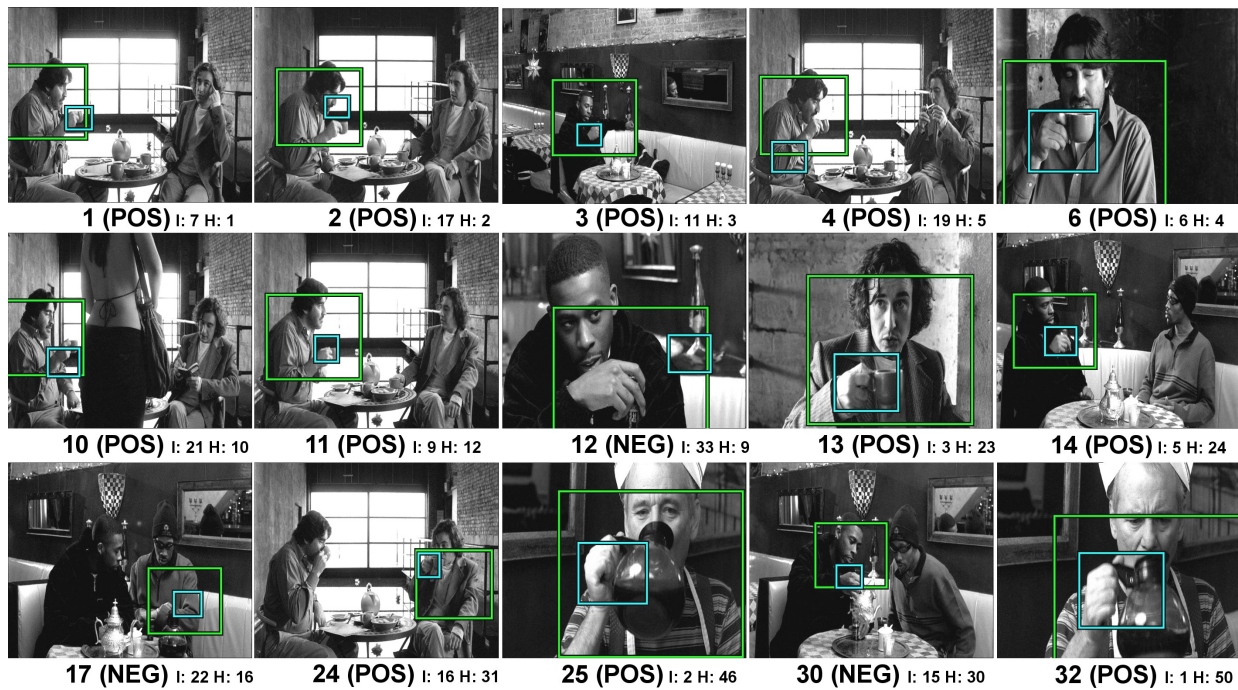 1 (POS) I: 7 H: 1
2 (POS) I: 17 H: 2
3 (POS) I: 11 H: 3
4 (POS) I: 19 H: 5
6 (POS) I: 6 H: 4
10 (POS) I: 21 H: 10
11 (POS) I: 9 H: 12
12 (NEG) I: 33 H: 9
13 (POS) I: 3 H: 23
14 (POS) I: 5 H: 24
17 (NEG) I: 22 H: 16
24 (POS) I: 16 H: 31
25 (POS) I: 2 H: 46
30 (NEG) I: 15 H: 30
32 (POS) I: 1 H: 50